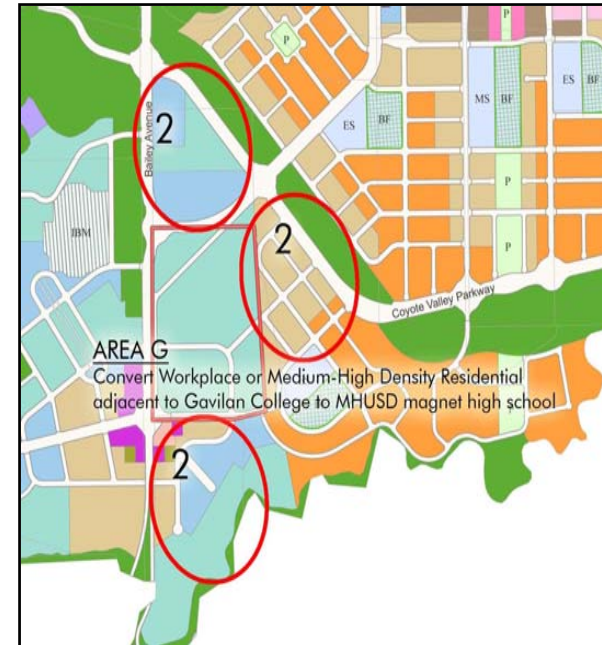 P
P
2
Bailey Avenue
ES
BF
MS
BF
ES
BF
P
IBM
2
P
Coyote Valley Parkway
AREA G
Convert Workplace or Medium-High Density Residential
adjacent to Gavilan College to MHUSD magnet high school
2